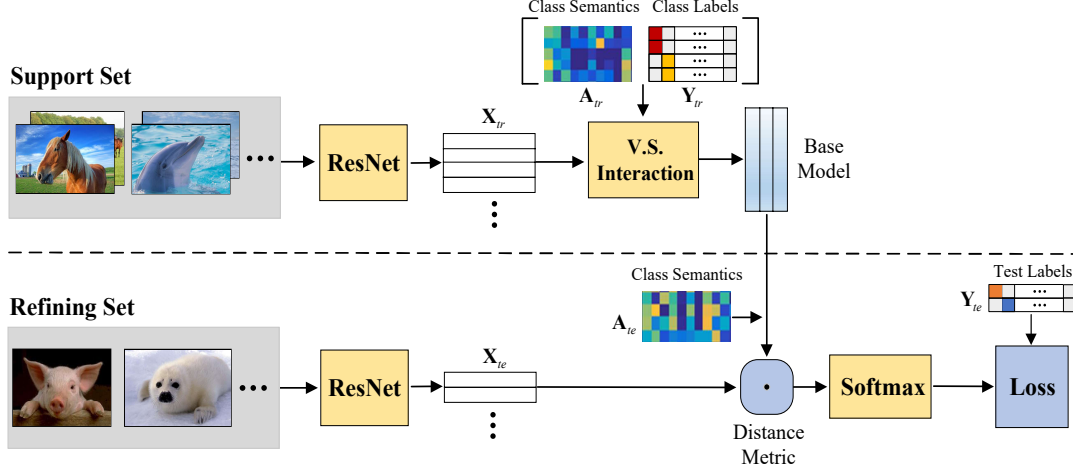 Class Semantics
Class Labels
A_tr
Y_tr
Support Set
ResNet
X_tr
V.S.
Interaction
Base
Model
Refining Set
ResNet
X_te
Class Semantics
A_te
Distance
Metric
Softmax
Test Labels
Y_te
Loss